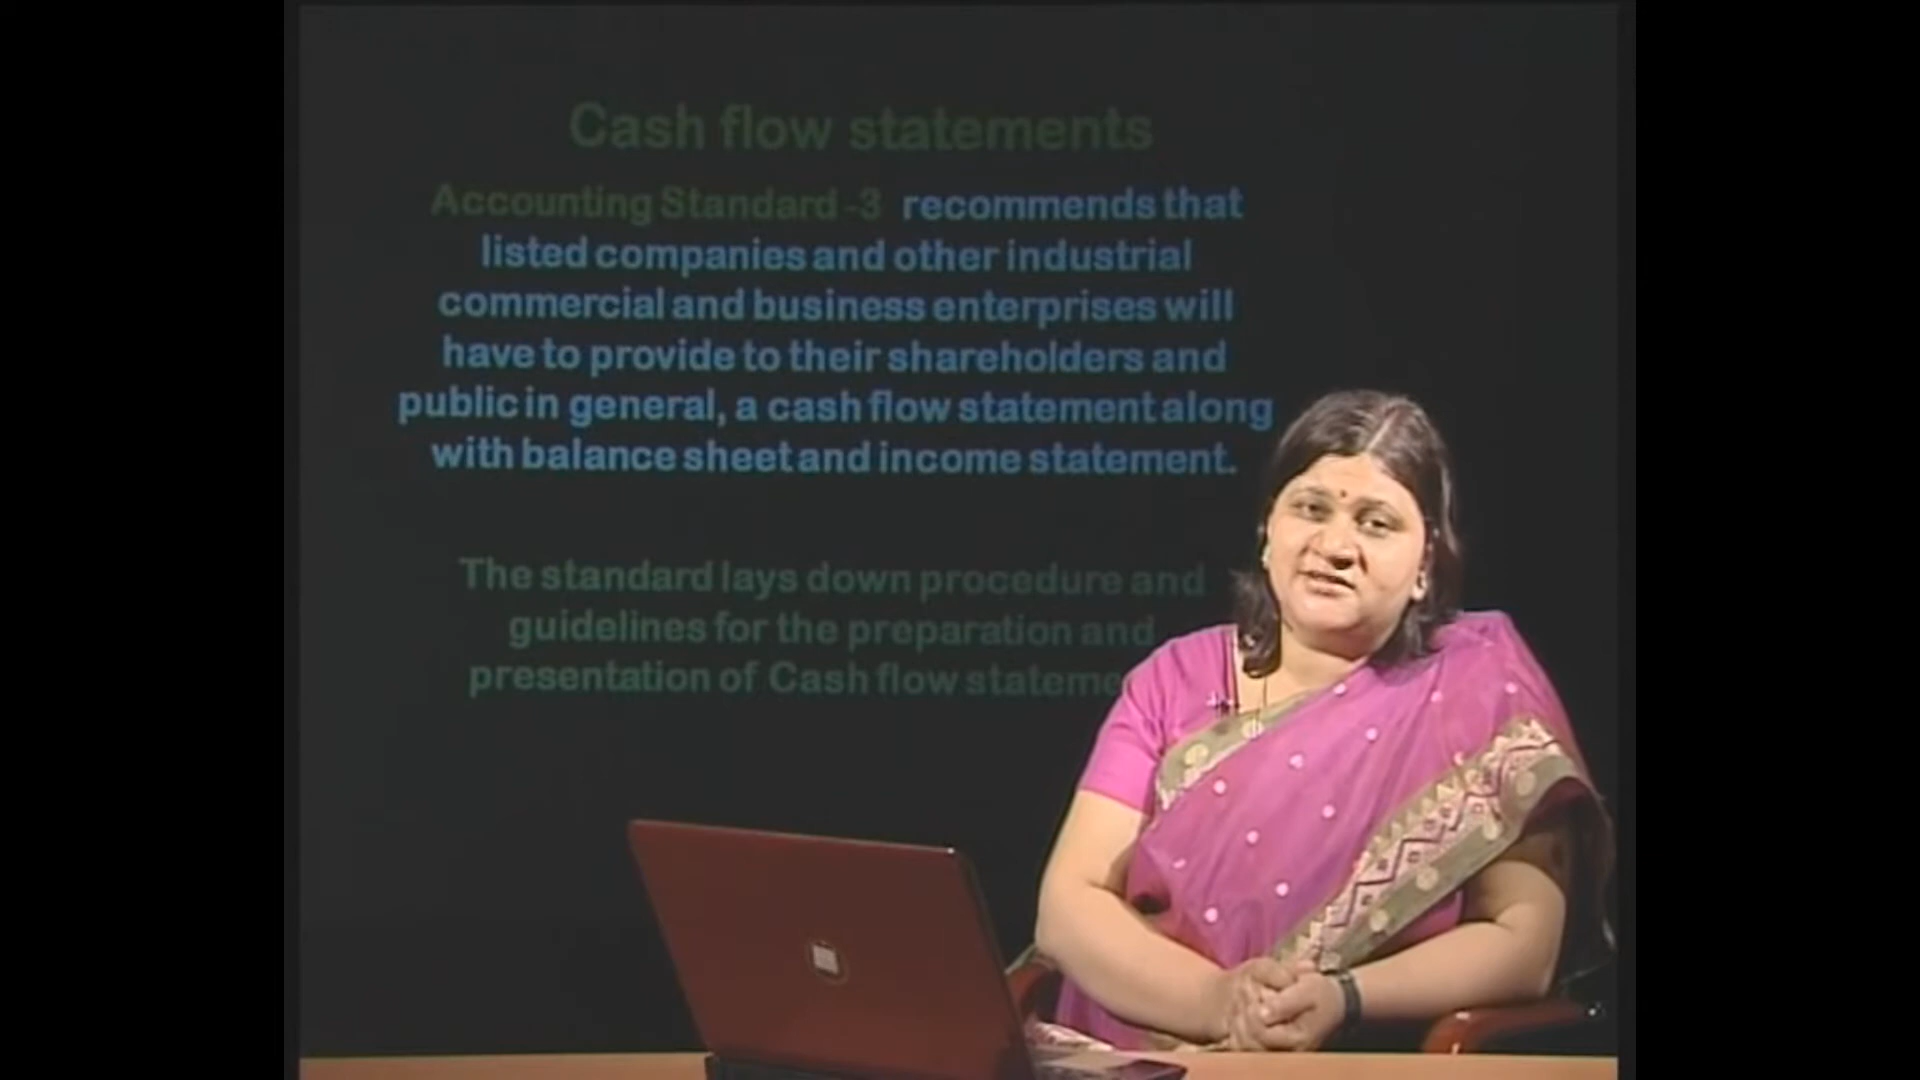 Cash flow statements
Accounting Standard -3 recommends that
listed companies and other industrial
commercial and business enterprises will
have to provide to their shareholders and
public in general, a cash flow statement along
with balance sheet and income statement.
The standard lays down procedure and
guidelines for the preparation and
presentation of Cash flow